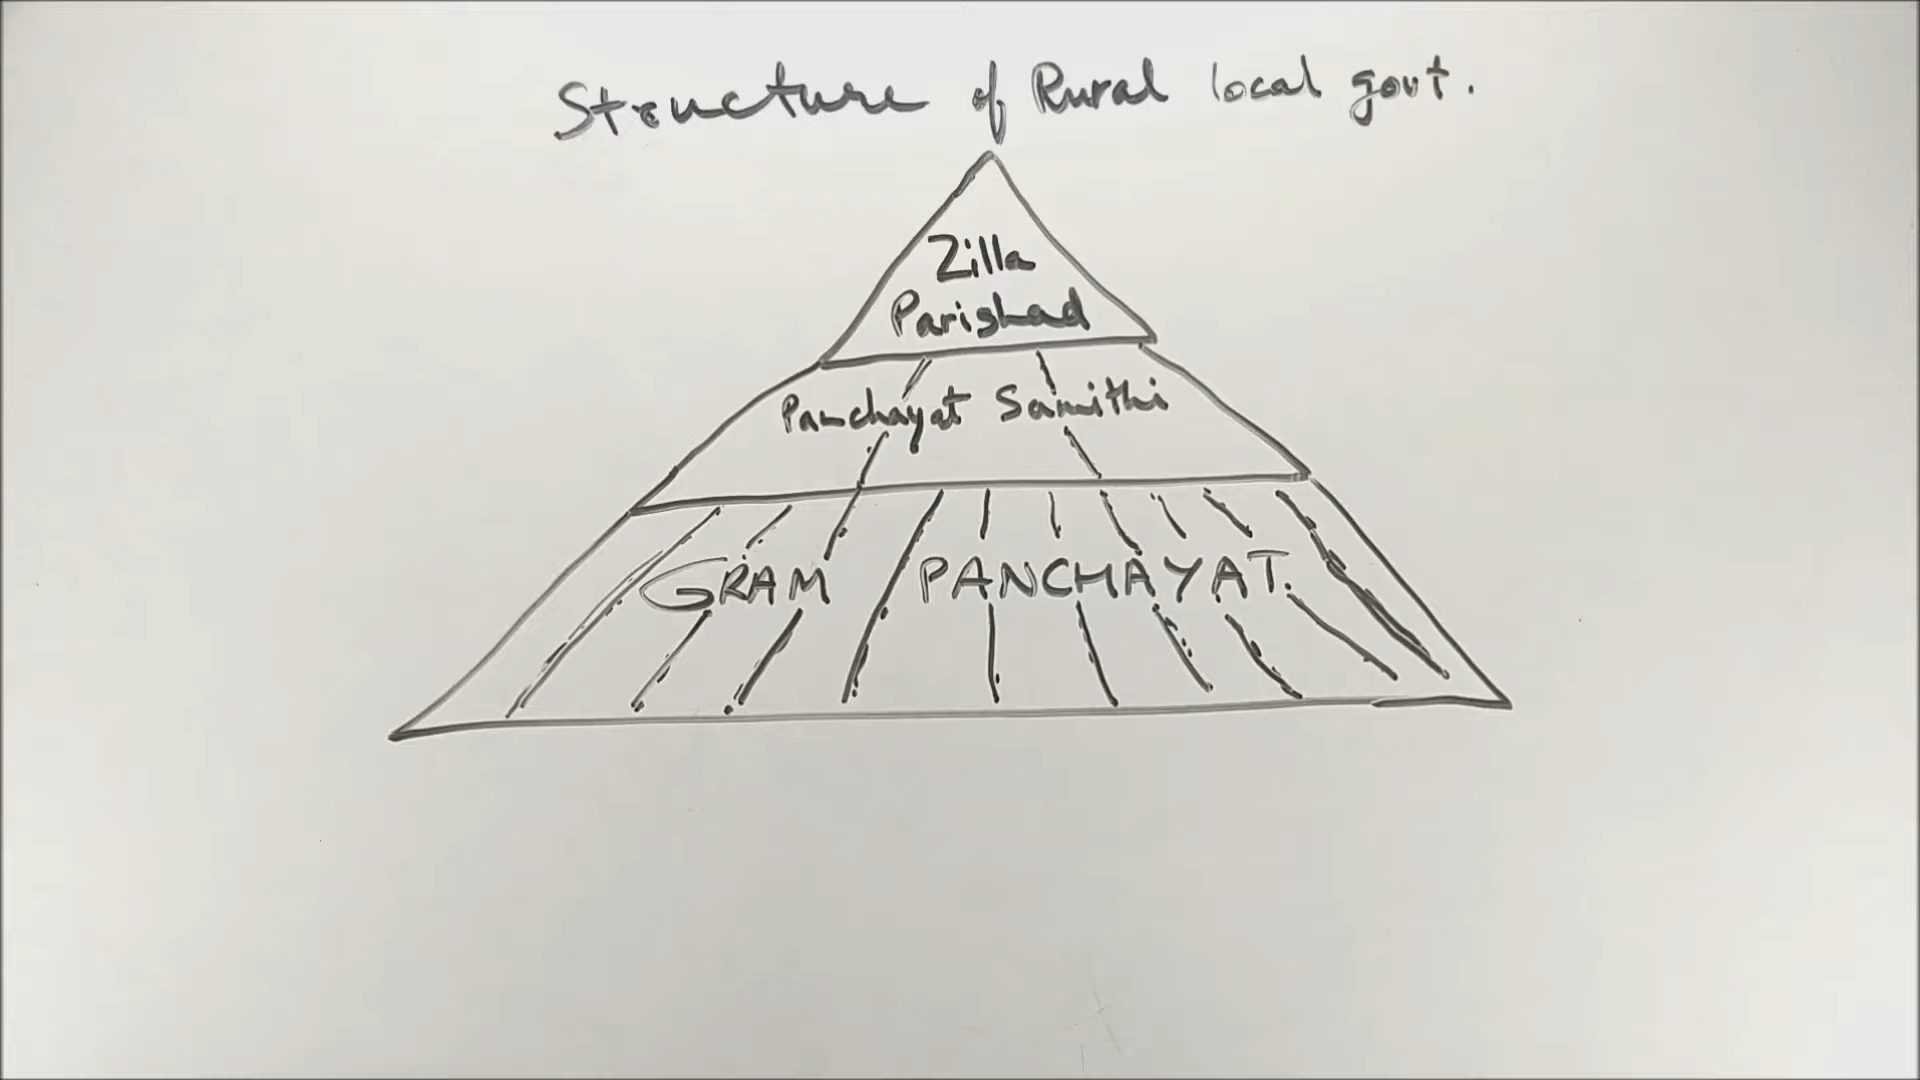 Structure of Rural local govt.
Zilla
Parishad
Panchayat Samithi
GRAM PANCHAYAT.